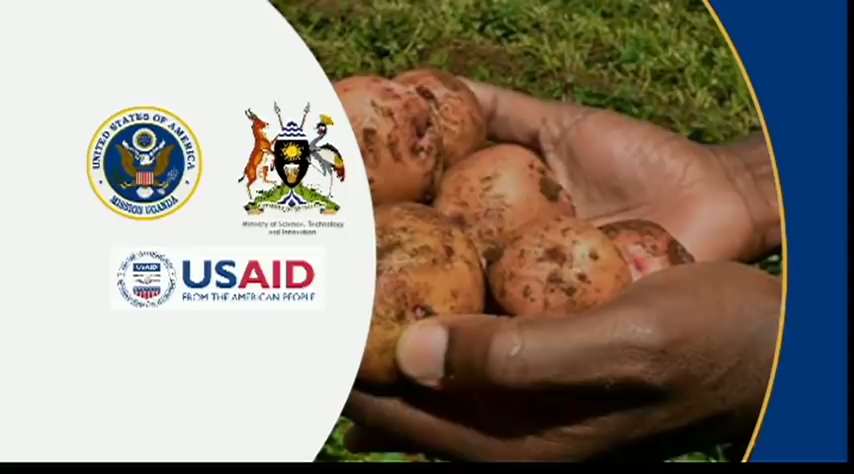 UNITED STATES OF AMERICA
MISSION UGANDA
Ministry of Science, Technology
and Innovation
USAID
USAID
FROM THE AMERICAN PEOPLE